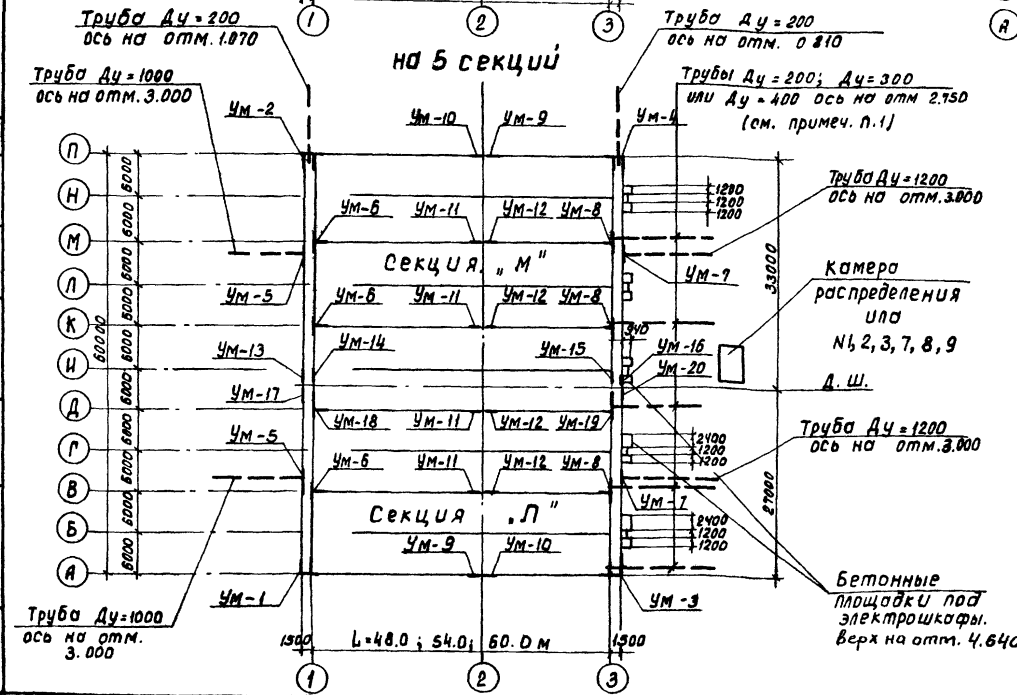 1
2
3
А
Труба Ду = 200
ось на отм. 1.070
на 5 секций
Труба Ду = 200
ось на отм. 0 810
Труба Ду = 1000
ось на отм. 3.000
Трубы Ду = 200; Ду = 300
или Ду = 400 ось на отм 2.750
(см. примеч. п.1)
Ум-2
Ум-10
Ум-9
Ум-4
П
Н
М
Л
К
И
Д
Г
В
Б
А
6000
6000
6000
6000
6000
6000
6000
6000
6000
6000
60000
1200
1200
1200
Труба Ду = 1200
ось на отм. 3.000
Ум-6
Ум-11
Ум-12
Ум-8
Секция „М"
Ум-5
Ум-7
33000
Камера
распределения
ила
N1, 2, 3, 7, 8, 9
Ум-6
Ум-11
Ум-12
Ум-8
940
Ум-13
Ум-14
Ум-15
Ум-16
Ум-20
Д. Ш.
Ум-17
Ум-18
Ум-11
Ум-12
Ум-19
Труба Ду = 1200
ось на отм. 3.000
2400
1200
1200
Ум-5
Ум-6
Ум-11
Ум-12
Ум-8
Ум-7
27000
Секция „Л"
2400
1200
1200
Ум-9
Ум-10
Ум-1
Ум-3
Бетонные
площадки под
электрошкафы.
верх на отм. 4.640
Труба Ду=1000
ось на отм.
3.000
1500
L=48.0; 54.0; 60.0 м
1500
1
2
3